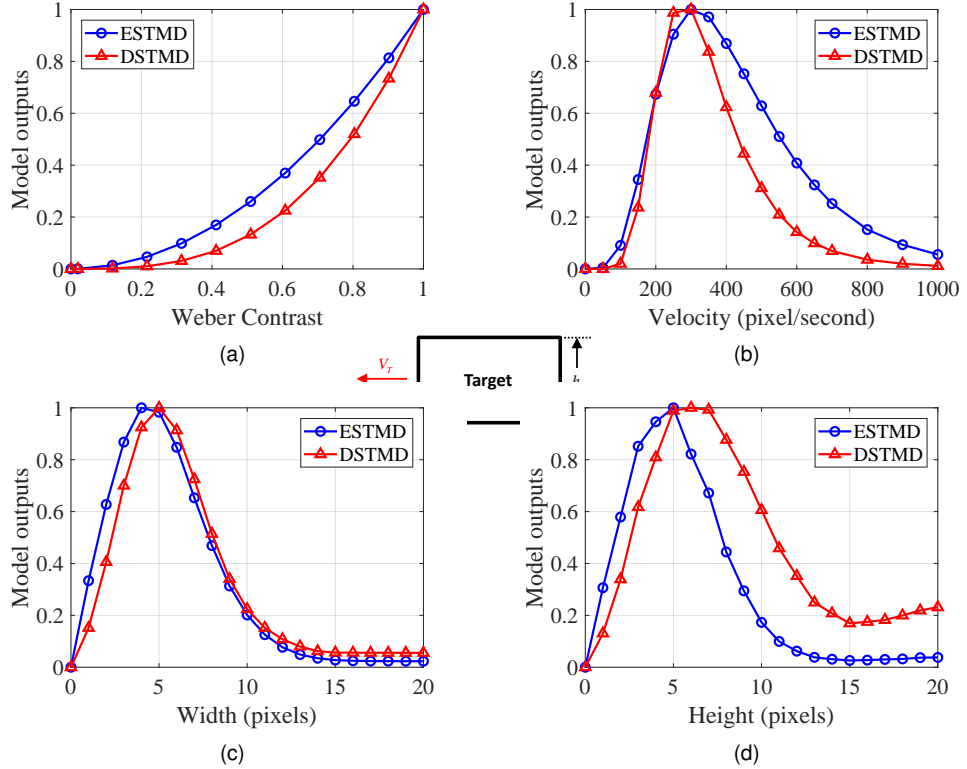 1
0.8
0.6
0.4
0.2
0
Model outputs
ESTMD
DSTMD
0
0.2
0.4
0.6
0.8
1
Weber Contrast
(a)
1
0.8
0.6
0.4
0.2
0
Model outputs
ESTMD
DSTMD
0
200
400
600
800
1000
Velocity (pixel/second)
(b)
V_T
Target
1
0.8
0.6
0.4
0.2
0
Model outputs
ESTMD
DSTMD
0
5
10
15
20
Width (pixels)
(c)
1
0.8
0.6
0.4
0.2
0
Model outputs
ESTMD
DSTMD
0
5
10
15
20
Height (pixels)
(d)